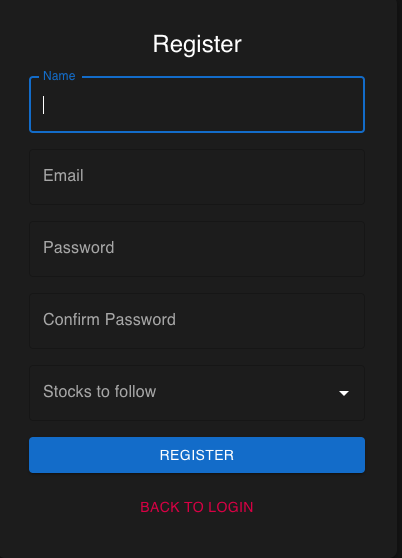 Register
Name
Email
Password
Confirm Password
Stocks to follow
REGISTER
BACK TO LOGIN